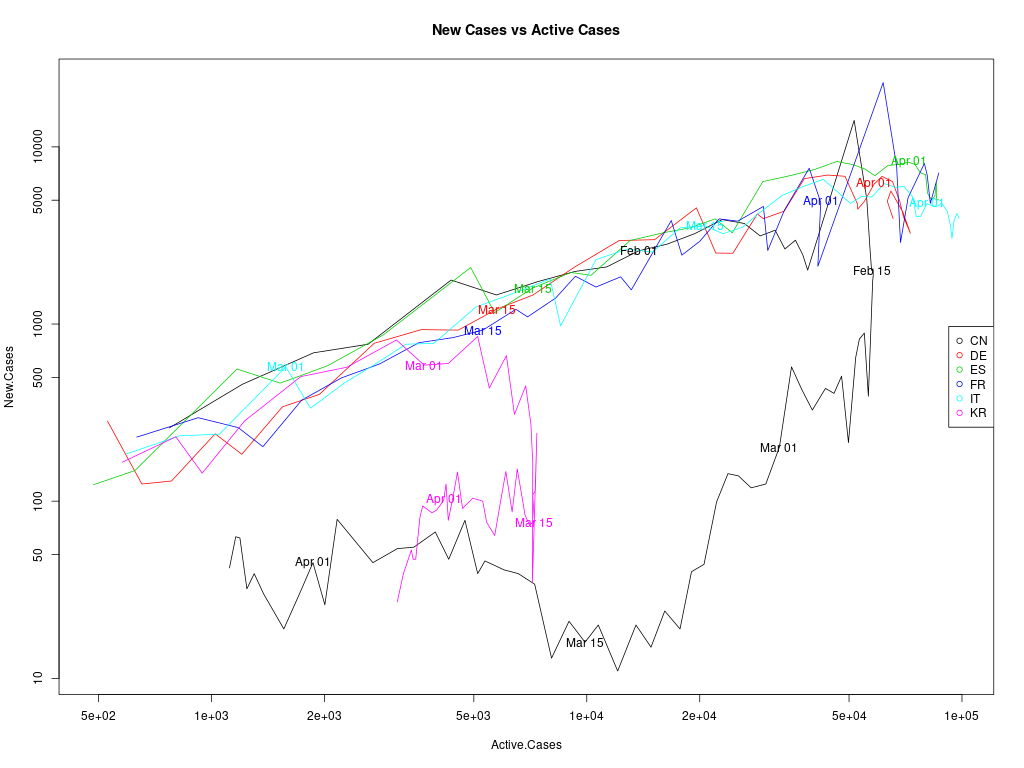 New Cases vs Active Cases
New.Cases
10000
5000
1000
500
100
50
10
Apr 01
Apr 01
Apr 01
Apr 01
Mar 15
Feb 01
Feb 15
Mar 15
Mar 15
Mar 15
Mar 01
Mar 01
CN
DE
ES
FR
IT
KR
Mar 01
Apr 01
Mar 15
Apr 01
Mar 15
5e+02
1e+03
2e+03
5e+03
1e+04
2e+04
5e+04
1e+05
Active.Cases